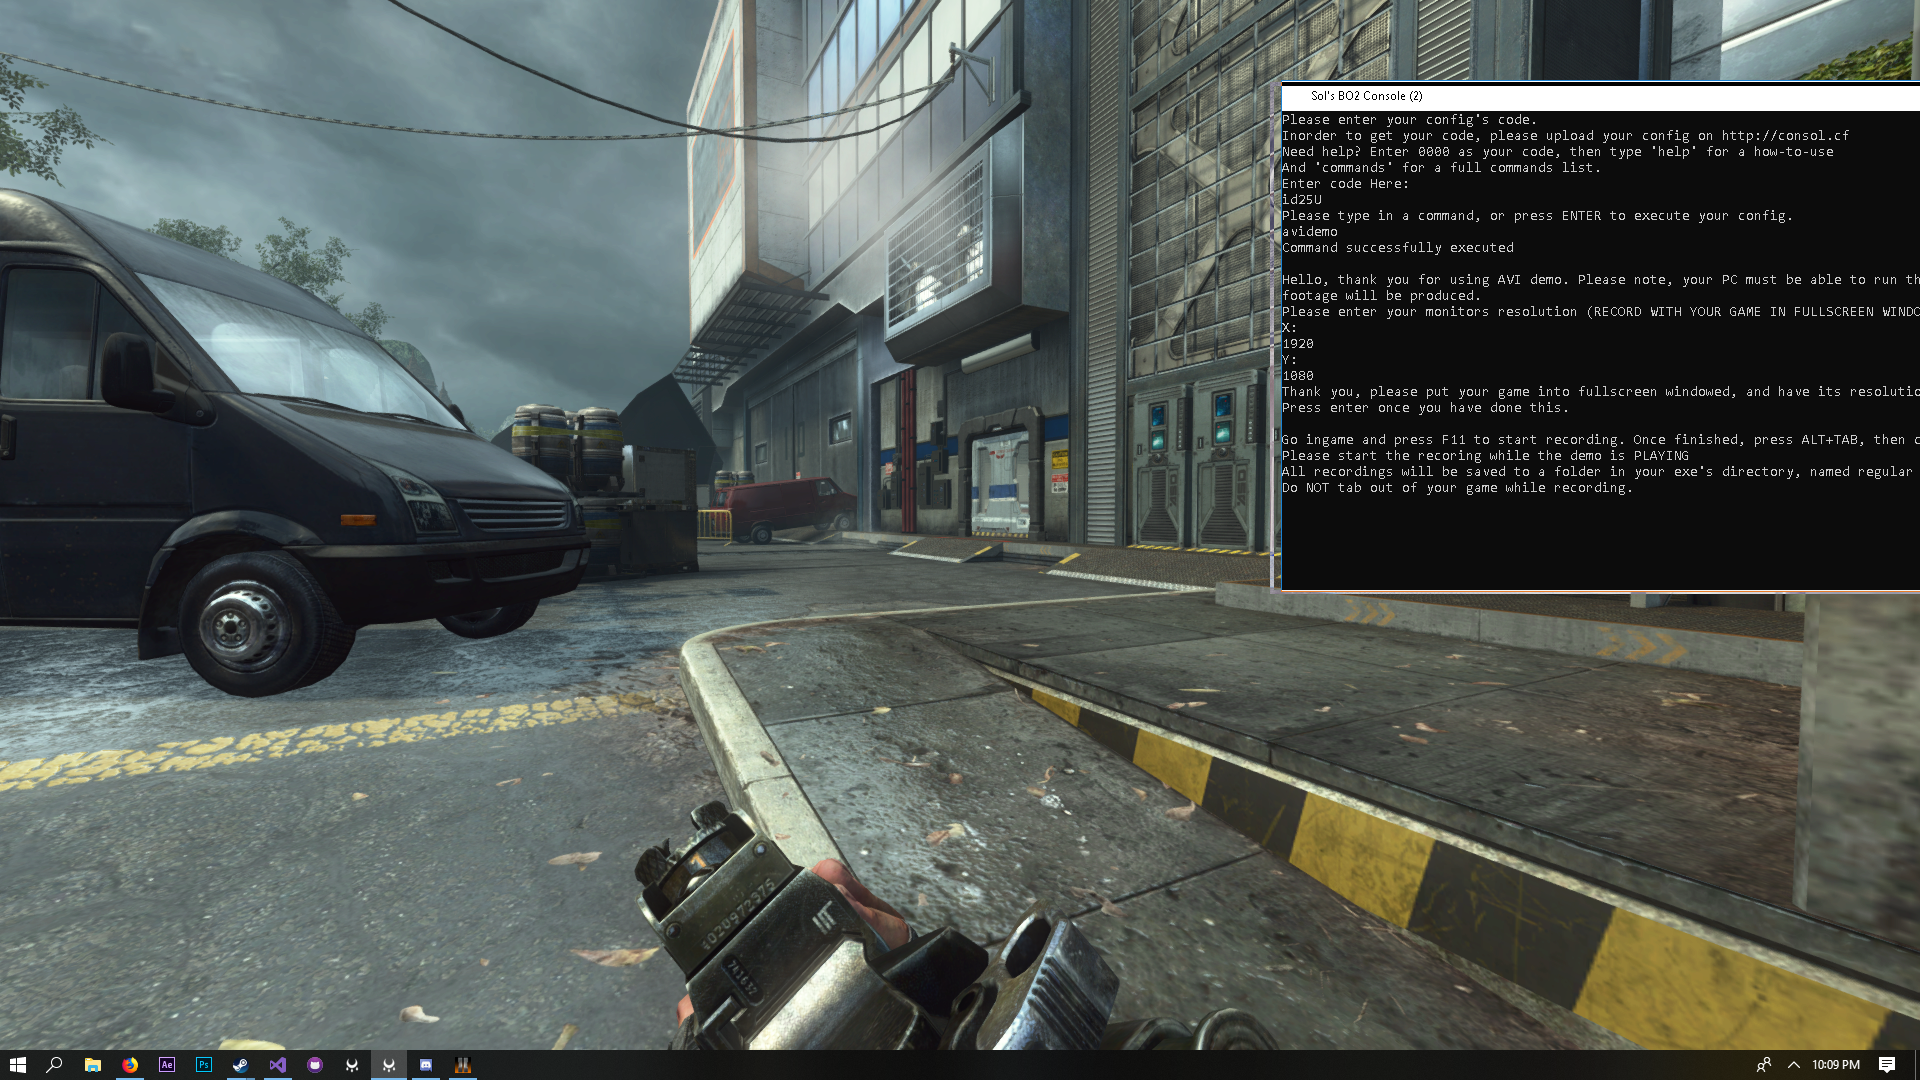 Sol's BO2 Console (2)
Please enter your config's code.
Inorder to get your code, please upload your config on http://consol.cf
Need help? Enter 0000 as your code, then type 'help' for a how-to-use
And 'commands' for a full commands list.
Enter code Here:
id25U
Please type in a command, or press ENTER to execute your config.
avidemo
Command successfully executed
Hello, thank you for using AVI demo. Please note, your PC must be able to run th
footage will be produced.
Please enter your monitors resolution (RECORD WITH YOUR GAME IN FULLSCREEN WINDO
X:
1920
Y:
1080
Thank you, please put your game into fullscreen windowed, and have its resolutio
Press enter once you have done this.
Go ingame and press F11 to start recording. Once finished, press ALT+TAB, then c
Please start the recoring while the demo is PLAYING
All recordings will be saved to a folder in your exe's directory, named regular
Do NOT tab out of your game while recording.
743632
Ae
Ps
10:09 PM